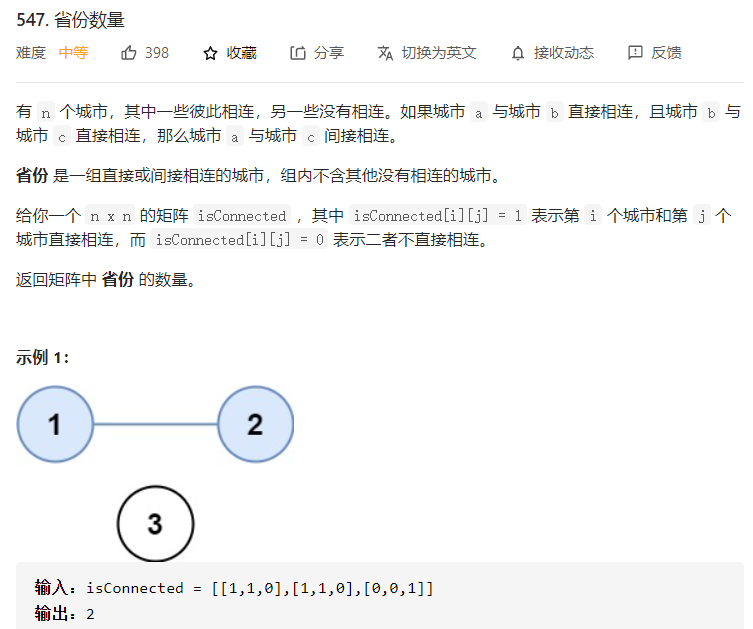 547. 省份数量
难度 中等 398 收藏 分享 切换为英文 接收动态 反馈
有 n 个城市，其中一些彼此相连，另一些没有相连。如果城市 a 与城市 b 直接相连，且城市 b 与
城市 c 直接相连，那么城市 a 与城市 c 间接相连。
省份 是一组直接或间接相连的城市，组内不含其他没有相连的城市。
给你一个 n x n 的矩阵 isConnected ，其中 isConnected[i][j] = 1 表示第 i 个城市和第 j 个
城市直接相连，而 isConnected[i][j] = 0 表示二者不直接相连。
返回矩阵中 省份 的数量。
示例 1：
1 2
3
输入：isConnected = [[1,1,0],[1,1,0],[0,0,1]]
输出：2